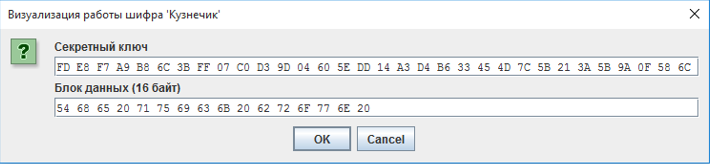 Визуализация работы шифра 'Кузнечик'
Секретный ключ
FD E8 F7 A9 B8 6C 3B FF 07 C0 D3 9D 04 60 5E DD 14 A3 D4 B6 33 45 4D 7C 5B 21 3A 5B 9A 0F 58 6C
Блок данных (16 байт)
54 68 65 20 71 75 69 63 6B 20 62 72 6F 77 6E 20
OK Cancel